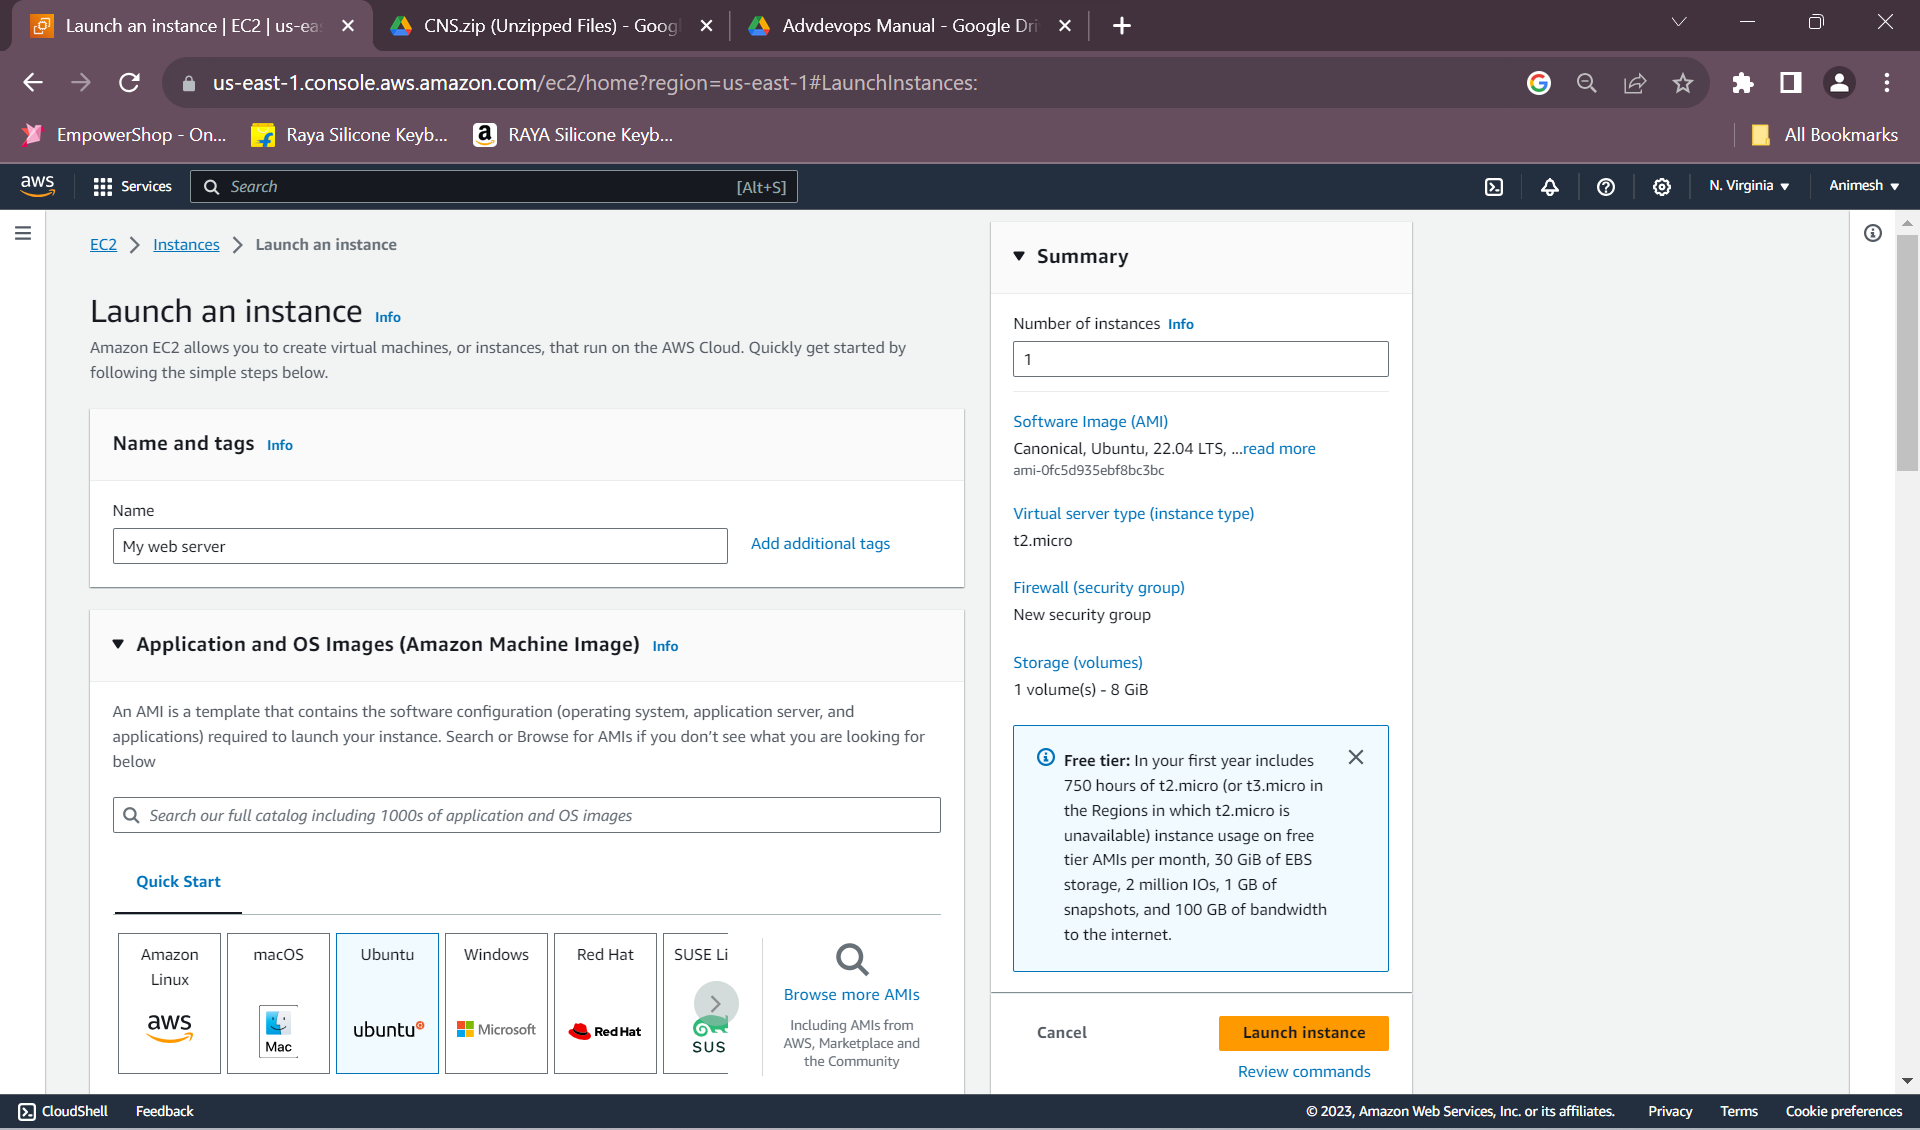 Launch an instance | EC2 | us-eas
CNS.zip (Unzipped Files) - Googl
Advdevops Manual - Google Dri
us-east-1.console.aws.amazon.com/ec2/home?region=us-east-1#LaunchInstances:
EmpowerShop - On...
Raya Silicone Keyb...
RAYA Silicone Keyb...
All Bookmarks
aws
Services
Search
[Alt+S]
N. Virginia
Animesh
EC2
Instances
Launch an instance
Launch an instance Info
Amazon EC2 allows you to create virtual machines, or instances, that run on the AWS Cloud. Quickly get started by
following the simple steps below.
Name and tags Info
Name
My web server
Add additional tags
Application and OS Images (Amazon Machine Image) Info
An AMI is a template that contains the software configuration (operating system, application server, and
applications) required to launch your instance. Search or Browse for AMIs if you don’t see what you are looking for
below
Search our full catalog including 1000s of application and OS images
Quick Start
Amazon
Linux
aws
macOS
Mac
Ubuntu
ubuntu
Windows
Microsoft
Red Hat
Red Hat
SUSE Li
SUS
Browse more AMIs
Including AMIs from
AWS, Marketplace and
the Community
Summary
Number of instances Info
1
Software Image (AMI)
Canonical, Ubuntu, 22.04 LTS, ...read more
ami-0fc5d935ebf8bc3bc
Virtual server type (instance type)
t2.micro
Firewall (security group)
New security group
Storage (volumes)
1 volume(s) - 8 GiB
Free tier: In your first year includes
750 hours of t2.micro (or t3.micro in
the Regions in which t2.micro is
unavailable) instance usage on free
tier AMIs per month, 30 GiB of EBS
storage, 2 million IOs, 1 GB of
snapshots, and 100 GB of bandwidth
to the internet.
Cancel
Launch instance
Review commands
CloudShell
Feedback
© 2023, Amazon Web Services, Inc. or its affiliates.
Privacy
Terms
Cookie preferences